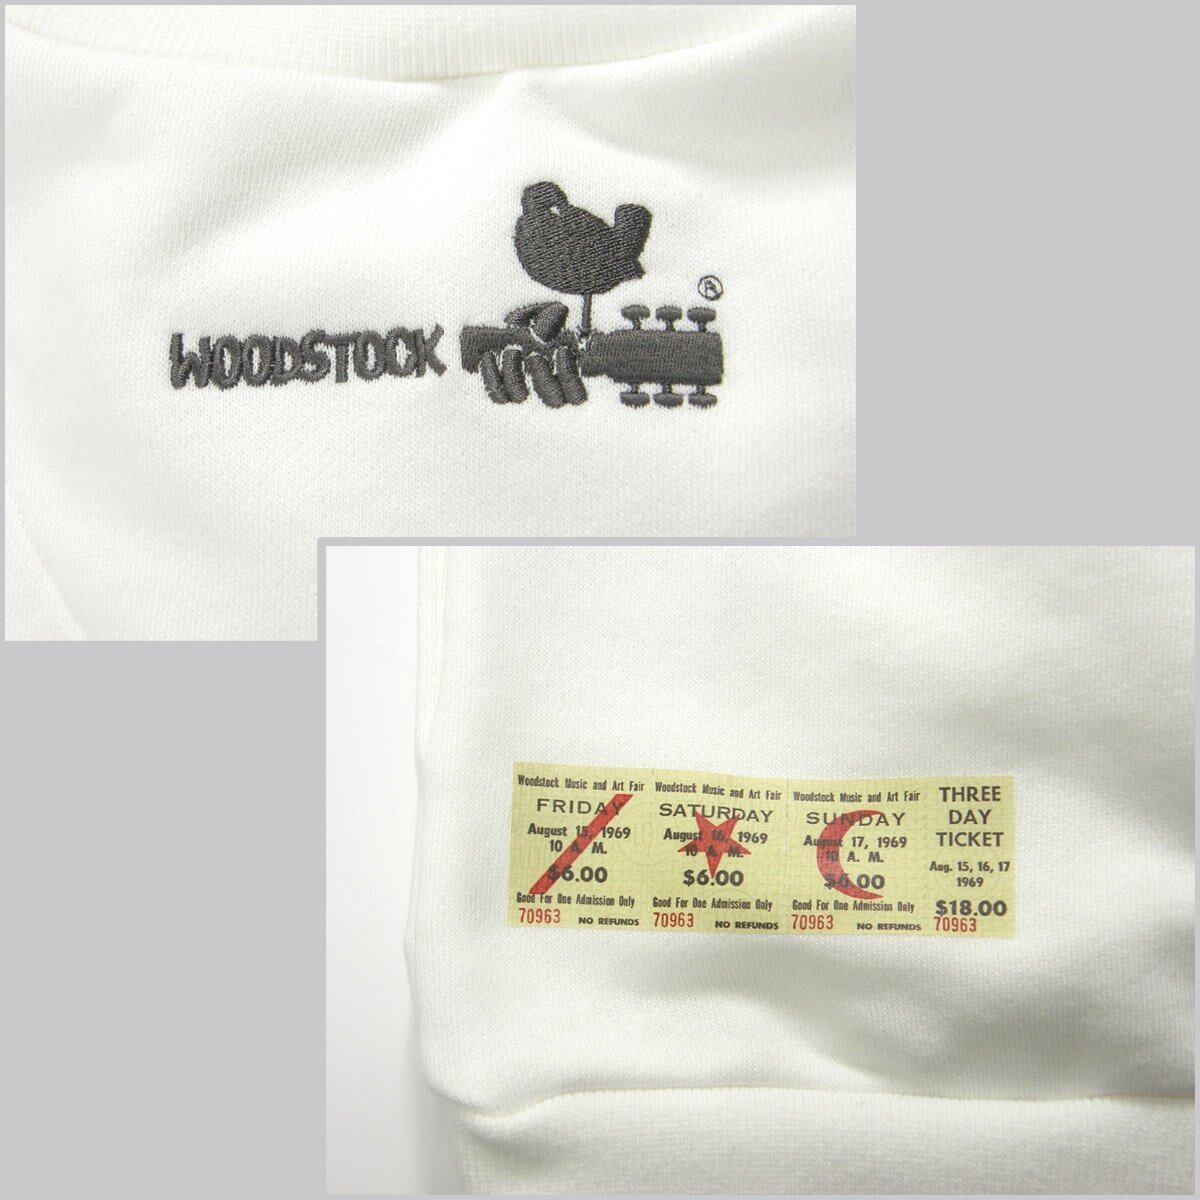 WOODSTOCK
®
Woodstock Music and Art Fair
FRIDAY
August 15, 1969
10 A. M.
$6.00
Good For One Admission Only
70963 NO REFUNDS
Woodstock Music and Art Fair
SATURDAY
August 16, 1969
10 A. M.
$6.00
Good For One Admission Only
70963 NO REFUNDS
Woodstock Music and Art Fair
SUNDAY
August 17, 1969
10 A. M.
$6.00
Good For One Admission Only
70963 NO REFUNDS
THREE
DAY
TICKET
Aug. 15, 16, 17
1969
$18.00
70963